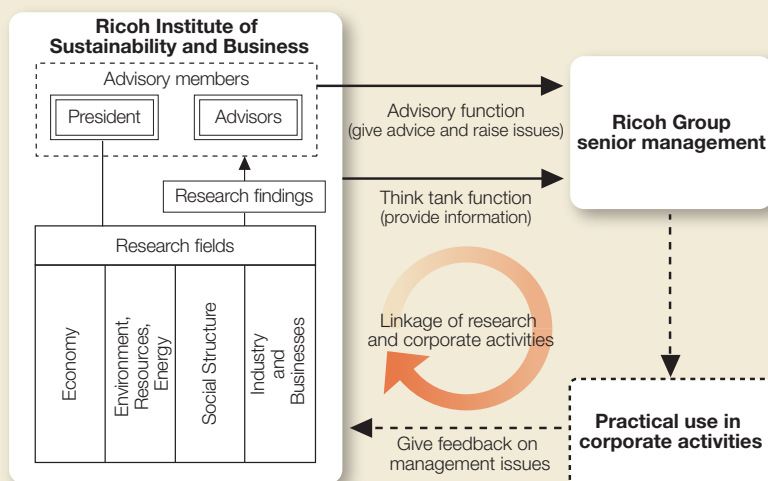 Ricoh Institute of
Sustainability and Business
Advisory members
President
Advisors
Research findings
Research fields
Economy
Environment,
Resources,
Energy
Social Structure
Industry
and
Businesses
Advisory function
(give advice and raise issues)
Think tank function
(provide information)
Ricoh Group
senior management
Linkage of research
and corporate activities
Practical use in
corporate activities
Give feedback on
management issues